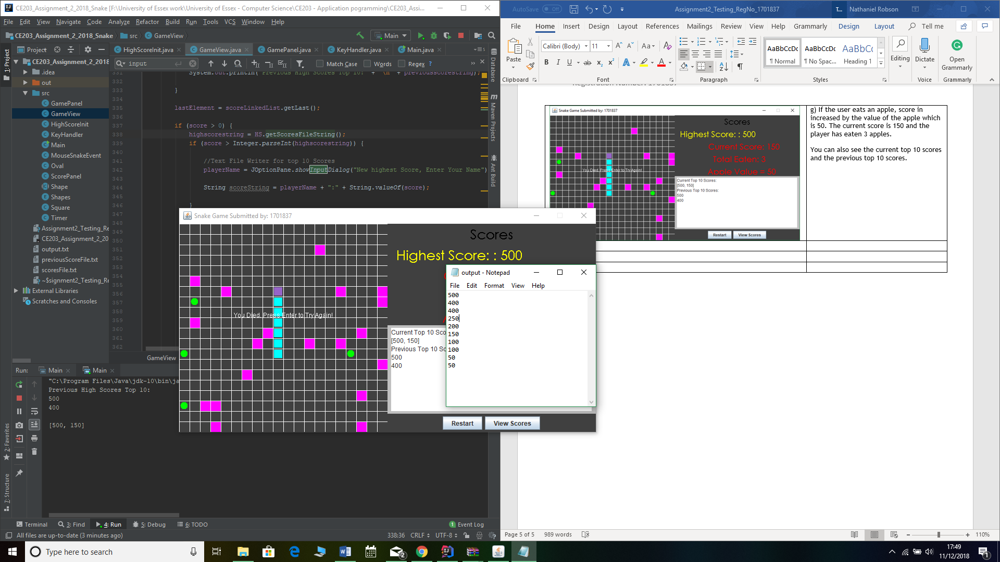 CE203_Assignment_2_2018_Snake [F:\University of Essex work\University of Essex - Computer Science\CE203 - Application pogramming\CE203_Assi...
File Edit View Navigate Code Analyze Refactor Build Run Tools VCS Window Help
CE203_Assignment_2_2018_Snake src GameView
Main
1: Project
Project
HighScoreInit.java GameView.java GamePanel.java KeyHandler.java Main.java
input
Match Case Words Regex ?
CE203_Assignment_2_2018
.idea
out
src
GamePanel
GameView
HighScoreInit
KeyHandler
Main
MouseSnakeEvent
Oval
ScorePanel
Shape
Shapes
Square
Timer
Assignment2_Testing_Re
CE203_Assignment_2_20
output.txt
previousScoreFile.txt
scoresFile.txt
~$signment2_Testing_Re
External Libraries
Scratches and Consoles
331 System.out.println("Previous High Scores Top 10: " + "\n" + previousscorestring);
332
333 }
334
335 lastElement = scoreLinkedList.getLast();
336
337 if (score > 0) {
338 highscorestring = HS.getScoresFileString();
339 if (score > Integer.parseInt(highscorestring)) {
340
341 //Text File Writer for top 10 Scores
342 playerName = JOptionPane.showInputDialog("New highest Score, Enter Your Name")
343
344 String scoreString = playerName + ":" + String.valueOf(score);
345
346 }
347
348
349
350
351
352
353
354
355
356
357
358
359
360
361
362
GameView
Database
Maven Projects
Ant Build
Run: Main Main
"C:\Program Files\Java\jdk-10\bin\ja
Previous High Scores Top 10:
500
400
[500, 150]
2: Favorites
7: Structure
Terminal 3: Find 4: Run 5: Debug 6: TODO
1 Event Log
All files are up-to-date (3 minutes ago)
338:36 CRLF UTF-8
Snake Game Submitted by: 1701837
Scores
Highest Score: : 500
You Died. Press Enter to Try Again!
Current Top 10 Sco
[500, 150]
Previous Top 10 Sc
500
400
Restart View Scores
output - Notepad
File Edit Format View Help
500
400
400
250
200
150
100
100
50
50
AutoSave Off
Assignment2_Testing_RegNo_1701837
T...
Nathaniel Robson
File Home Insert Design Layout References Mailings Review View Help Grammarly Design Layout Tell me
Paste
Calibri (Body) 11
AaBbCcDc AaBbCcDc AaBbCc
¶ Normal ¶ No Spac... Heading 1
Editing
Dictate
Open
Grammarly
Clipboard Font Paragraph Styles Voice Grammarly
Registration Number: 1701837
Snake Game Submitted by: 1701837
Scores
Highest Score: : 500
Current Score: 150
Total Eaten: 3
Apple Value = 50
You Died. Press Enter to Try Again!
Current Top 10 Scores:
[500, 150]
Previous Top 10 Scores:
500
400
Restart View Scores
g) If the user eats an apple, score in
increased by the value of the apple which
is 50. The current score is 150 and the
player has eaten 3 apples.
You can also see the current top 10 scores
and the previous top 10 scores.
Page 5 of 5 989 words
110%
Type here to search
2
17:49
11/12/2018
1